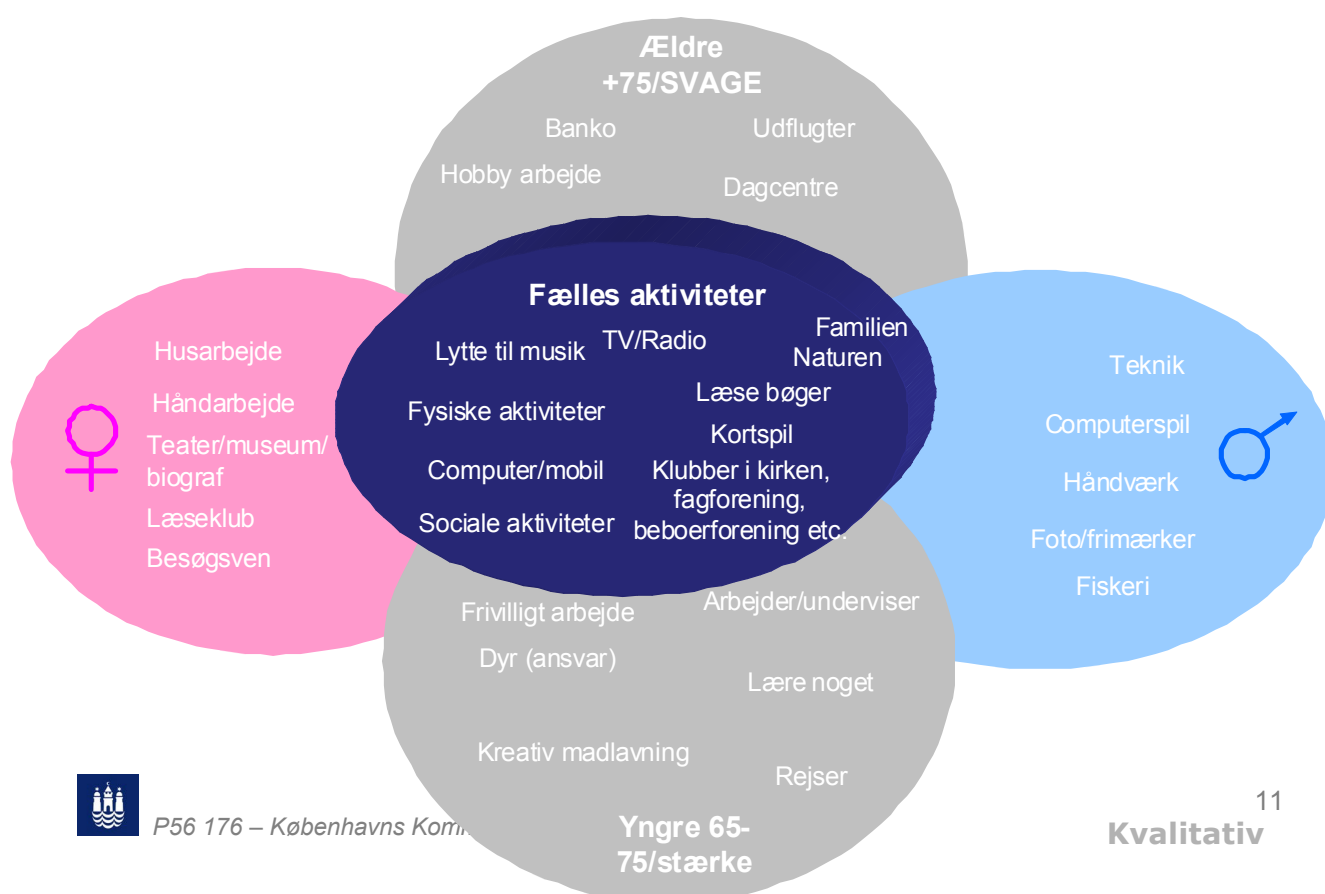 Ældre
+75/SVAGE
Banko
Udflugter
Hobby arbejde
Dagcentre
Fælles aktiviteter
Lytte til musik
TV/Radio
Familien
Naturen
Læse bøger
Fysiske aktiviteter
Kortspil
Computer/mobil
Klubber i kirken,
fagforening,
beboerforening etc.
Sociale aktiviteter
Husarbejde
Håndarbejde
Teater/museum/
biograf
Læseklub
Besøgsven
Teknik
Computerspil
Håndværk
Foto/frimærker
Fiskeri
Frivilligt arbejde
Arbejder/underviser
Dyr (ansvar)
Lære noget
Kreativ madlavning
Rejser
Yngre 65-
75/stærke
P56 176 – Københavns
11
Kvalitativ